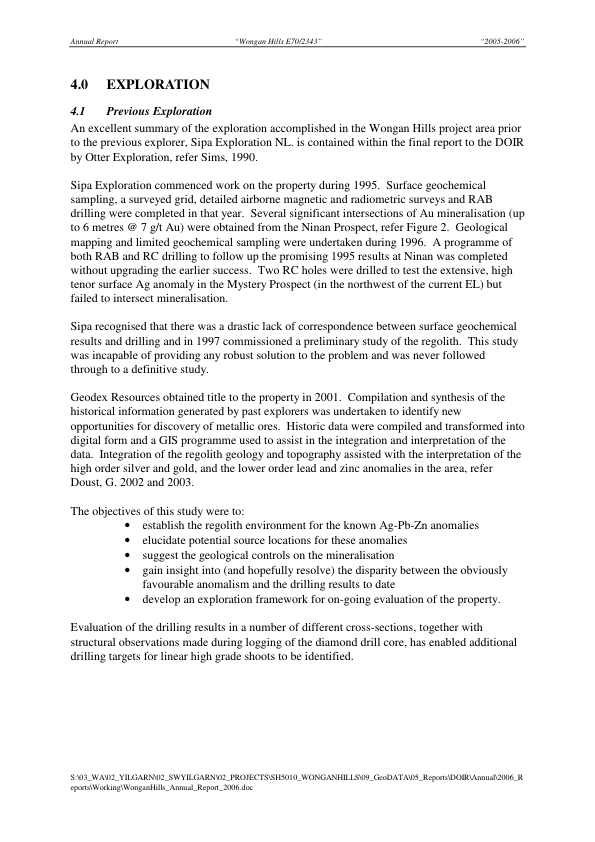 Annual Report "Wongan Hills E70/2343" "2005-2006"
4.0 EXPLORATION
4.1 Previous Exploration
An excellent summary of the exploration accomplished in the Wongan Hills project area prior
to the previous explorer, Sipa Exploration NL. is contained within the final report to the DOIR
by Otter Exploration, refer Sims, 1990.
Sipa Exploration commenced work on the property during 1995. Surface geochemical
sampling, a surveyed grid, detailed airborne magnetic and radiometric surveys and RAB
drilling were completed in that year. Several significant intersections of Au mineralisation (up
to 6 metres @ 7 g/t Au) were obtained from the Ninan Prospect, refer Figure 2. Geological
mapping and limited geochemical sampling were undertaken during 1996. A programme of
both RAB and RC drilling to follow up the promising 1995 results at Ninan was completed
without upgrading the earlier success. Two RC holes were drilled to test the extensive, high
tenor surface Ag anomaly in the Mystery Prospect (in the northwest of the current EL) but
failed to intersect mineralisation.
Sipa recognised that there was a drastic lack of correspondence between surface geochemical
results and drilling and in 1997 commissioned a preliminary study of the regolith. This study
was incapable of providing any robust solution to the problem and was never followed
through to a definitive study.
Geodex Resources obtained title to the property in 2001. Compilation and synthesis of the
historical information generated by past explorers was undertaken to identify new
opportunities for discovery of metallic ores. Historic data were compiled and transformed into
digital form and a GIS programme used to assist in the integration and interpretation of the
data. Integration of the regolith geology and topography assisted with the interpretation of the
high order silver and gold, and the lower order lead and zinc anomalies in the area, refer
Doust, G. 2002 and 2003.
The objectives of this study were to:
• establish the regolith environment for the known Ag-Pb-Zn anomalies
• elucidate potential source locations for these anomalies
• suggest the geological controls on the mineralisation
• gain insight into (and hopefully resolve) the disparity between the obviously
favourable anomalism and the drilling results to date
• develop an exploration framework for on-going evaluation of the property.
Evaluation of the drilling results in a number of different cross-sections, together with
structural observations made during logging of the diamond drill core, has enabled additional
drilling targets for linear high grade shoots to be identified.
S:\03_WA\02_YILGARN\02_SWYILGARN\02_PROJECTS\SH5010_WONGANHILLS\09_GeoDATA\05_Reports\DOIR\Annual\2006_R
eports\Working\WonganHills_Annual_Report_2006.doc